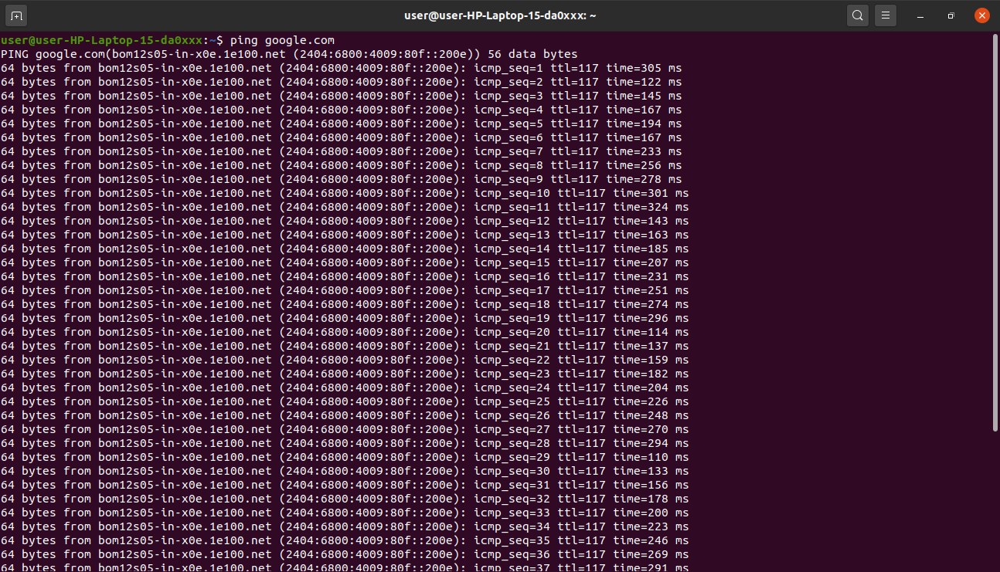 user@user-HP-Laptop-15-da0xxx: ~
user@user-HP-Laptop-15-da0xxx:~$ ping google.com
PING google.com(bom12s05-in-x0e.1e100.net (2404:6800:4009:80f::200e)) 56 data bytes
64 bytes from bom12s05-in-x0e.1e100.net (2404:6800:4009:80f::200e): icmp_seq=1 ttl=117 time=305 ms
64 bytes from bom12s05-in-x0e.1e100.net (2404:6800:4009:80f::200e): icmp_seq=2 ttl=117 time=122 ms
64 bytes from bom12s05-in-x0e.1e100.net (2404:6800:4009:80f::200e): icmp_seq=3 ttl=117 time=145 ms
64 bytes from bom12s05-in-x0e.1e100.net (2404:6800:4009:80f::200e): icmp_seq=4 ttl=117 time=167 ms
64 bytes from bom12s05-in-x0e.1e100.net (2404:6800:4009:80f::200e): icmp_seq=5 ttl=117 time=194 ms
64 bytes from bom12s05-in-x0e.1e100.net (2404:6800:4009:80f::200e): icmp_seq=6 ttl=117 time=167 ms
64 bytes from bom12s05-in-x0e.1e100.net (2404:6800:4009:80f::200e): icmp_seq=7 ttl=117 time=233 ms
64 bytes from bom12s05-in-x0e.1e100.net (2404:6800:4009:80f::200e): icmp_seq=8 ttl=117 time=256 ms
64 bytes from bom12s05-in-x0e.1e100.net (2404:6800:4009:80f::200e): icmp_seq=9 ttl=117 time=278 ms
64 bytes from bom12s05-in-x0e.1e100.net (2404:6800:4009:80f::200e): icmp_seq=10 ttl=117 time=301 ms
64 bytes from bom12s05-in-x0e.1e100.net (2404:6800:4009:80f::200e): icmp_seq=11 ttl=117 time=324 ms
64 bytes from bom12s05-in-x0e.1e100.net (2404:6800:4009:80f::200e): icmp_seq=12 ttl=117 time=143 ms
64 bytes from bom12s05-in-x0e.1e100.net (2404:6800:4009:80f::200e): icmp_seq=13 ttl=117 time=163 ms
64 bytes from bom12s05-in-x0e.1e100.net (2404:6800:4009:80f::200e): icmp_seq=14 ttl=117 time=185 ms
64 bytes from bom12s05-in-x0e.1e100.net (2404:6800:4009:80f::200e): icmp_seq=15 ttl=117 time=207 ms
64 bytes from bom12s05-in-x0e.1e100.net (2404:6800:4009:80f::200e): icmp_seq=16 ttl=117 time=231 ms
64 bytes from bom12s05-in-x0e.1e100.net (2404:6800:4009:80f::200e): icmp_seq=17 ttl=117 time=251 ms
64 bytes from bom12s05-in-x0e.1e100.net (2404:6800:4009:80f::200e): icmp_seq=18 ttl=117 time=274 ms
64 bytes from bom12s05-in-x0e.1e100.net (2404:6800:4009:80f::200e): icmp_seq=19 ttl=117 time=296 ms
64 bytes from bom12s05-in-x0e.1e100.net (2404:6800:4009:80f::200e): icmp_seq=20 ttl=117 time=114 ms
64 bytes from bom12s05-in-x0e.1e100.net (2404:6800:4009:80f::200e): icmp_seq=21 ttl=117 time=137 ms
64 bytes from bom12s05-in-x0e.1e100.net (2404:6800:4009:80f::200e): icmp_seq=22 ttl=117 time=159 ms
64 bytes from bom12s05-in-x0e.1e100.net (2404:6800:4009:80f::200e): icmp_seq=23 ttl=117 time=182 ms
64 bytes from bom12s05-in-x0e.1e100.net (2404:6800:4009:80f::200e): icmp_seq=24 ttl=117 time=204 ms
64 bytes from bom12s05-in-x0e.1e100.net (2404:6800:4009:80f::200e): icmp_seq=25 ttl=117 time=226 ms
64 bytes from bom12s05-in-x0e.1e100.net (2404:6800:4009:80f::200e): icmp_seq=26 ttl=117 time=248 ms
64 bytes from bom12s05-in-x0e.1e100.net (2404:6800:4009:80f::200e): icmp_seq=27 ttl=117 time=270 ms
64 bytes from bom12s05-in-x0e.1e100.net (2404:6800:4009:80f::200e): icmp_seq=28 ttl=117 time=294 ms
64 bytes from bom12s05-in-x0e.1e100.net (2404:6800:4009:80f::200e): icmp_seq=29 ttl=117 time=110 ms
64 bytes from bom12s05-in-x0e.1e100.net (2404:6800:4009:80f::200e): icmp_seq=30 ttl=117 time=133 ms
64 bytes from bom12s05-in-x0e.1e100.net (2404:6800:4009:80f::200e): icmp_seq=31 ttl=117 time=156 ms
64 bytes from bom12s05-in-x0e.1e100.net (2404:6800:4009:80f::200e): icmp_seq=32 ttl=117 time=178 ms
64 bytes from bom12s05-in-x0e.1e100.net (2404:6800:4009:80f::200e): icmp_seq=33 ttl=117 time=200 ms
64 bytes from bom12s05-in-x0e.1e100.net (2404:6800:4009:80f::200e): icmp_seq=34 ttl=117 time=223 ms
64 bytes from bom12s05-in-x0e.1e100.net (2404:6800:4009:80f::200e): icmp_seq=35 ttl=117 time=246 ms
64 bytes from bom12s05-in-x0e.1e100.net (2404:6800:4009:80f::200e): icmp_seq=36 ttl=117 time=269 ms
64 bytes from bom12s05-in-x0e.1e100.net (2404:6800:4009:80f::200e): icmp_seq=37 ttl=117 time=291 ms